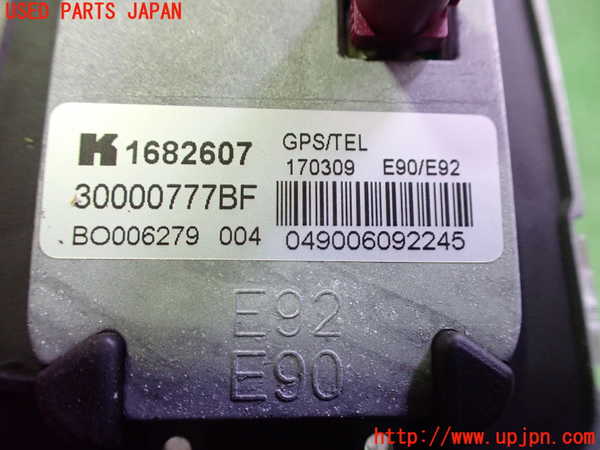 USED PARTS JAPAN
K 1682607
GPS/TEL
170309 E90/E92
30000777BF
BO006279 004
049006092245
E92
E90
http://www.upjpn.com/